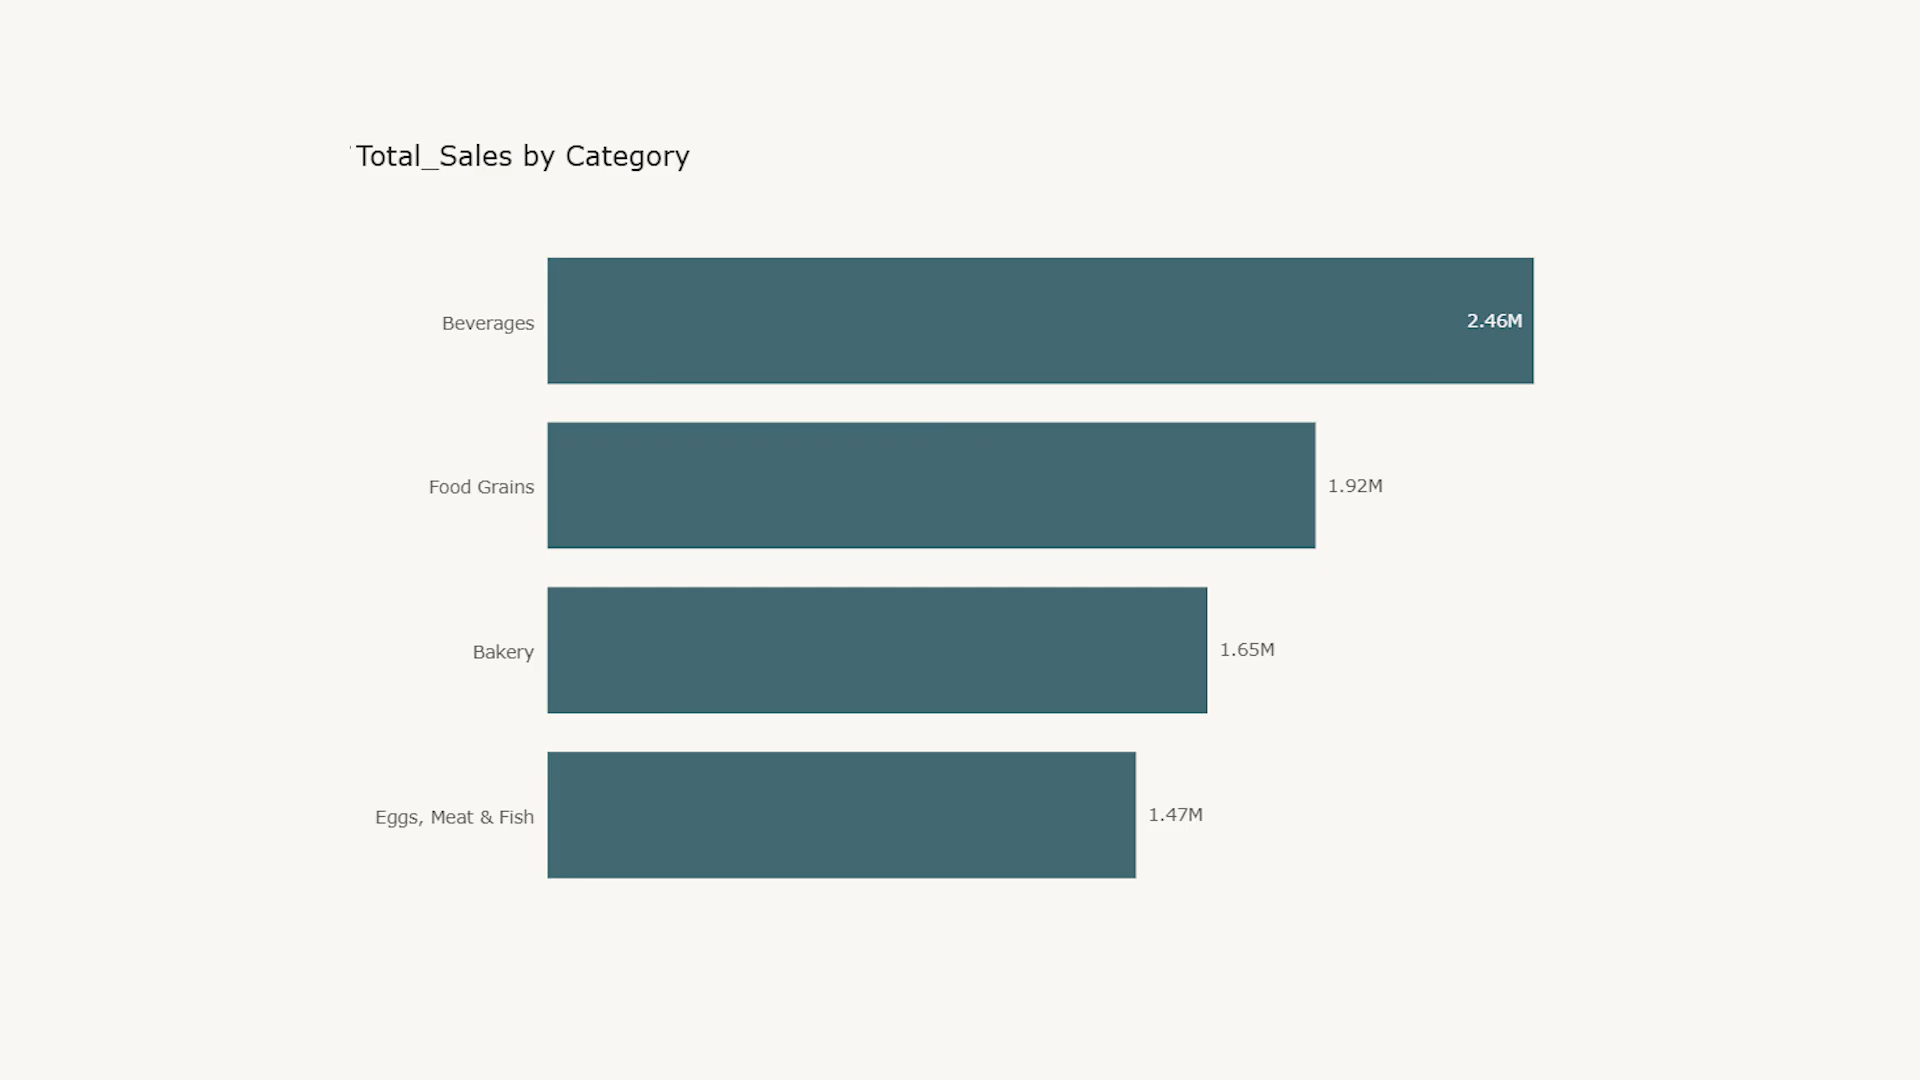 Total_Sales by Category
Beverages
2.46M
Food Grains
1.92M
Bakery
1.65M
Eggs, Meat & Fish
1.47M